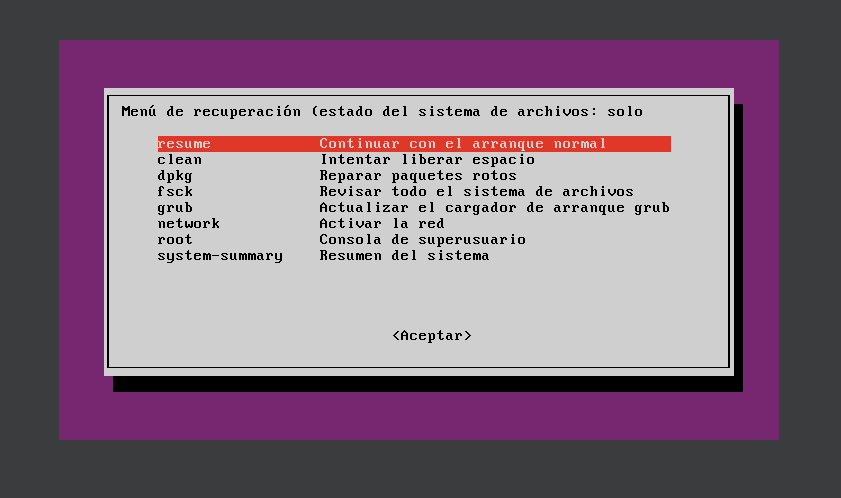 Menú de recuperación (estado del sistema de archivos: solo
resume Continuar con el arranque normal
clean Intentar liberar espacio
dpkg Reparar paquetes rotos
fsck Revisar todo el sistema de archivos
grub Actualizar el cargador de arranque grub
network Activar la red
root Consola de superusuario
system-summary Resumen del sistema
<Aceptar>